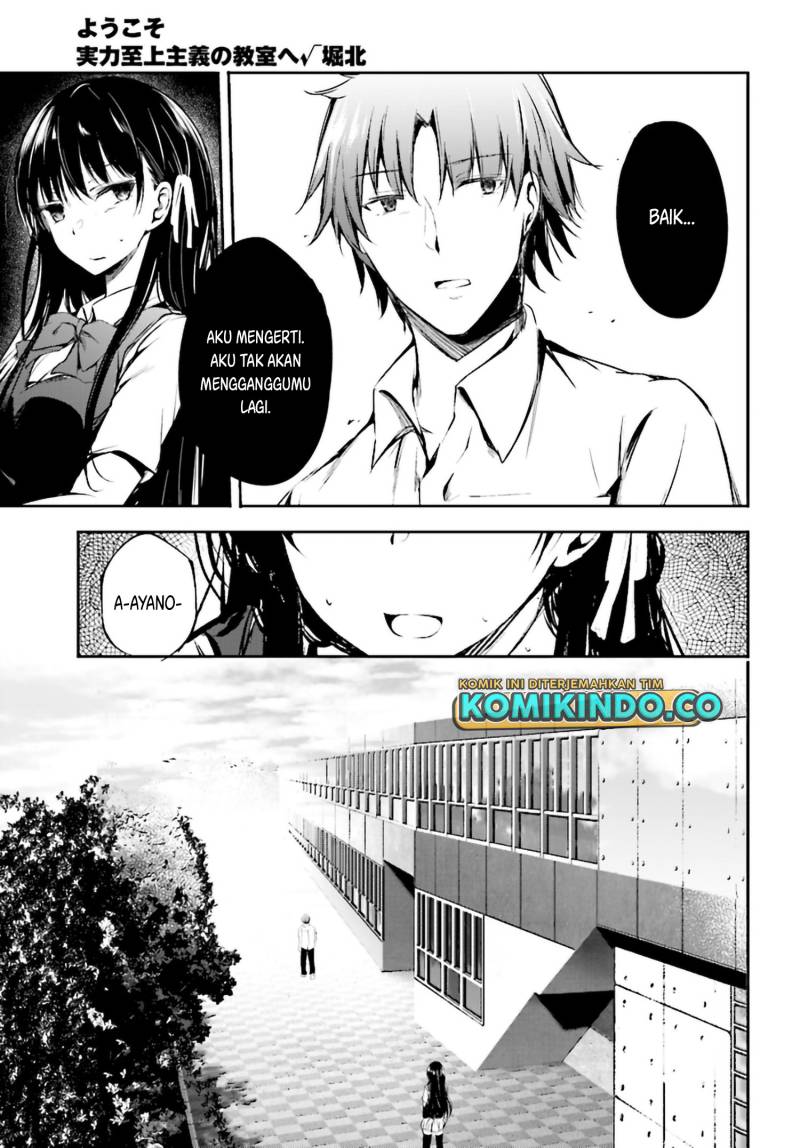 ようこそ
実力至上主義の教室へ√堀北
BAIK...
AKU MENGERTI.
AKU TAK AKAN
MENGGANGGUMU
LAGI.
A-AYANO-
KOMIK INI DITERJEMAHKAN TIM
KOMIKINDO.CO